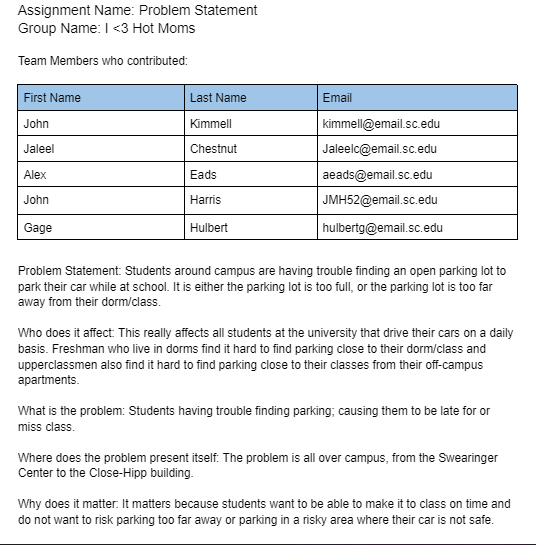 Assignment Name: Problem Statement
Group Name: I <3 Hot Moms
Team Members who contributed:
First Name Last Name Email
John Kimmell kimmell@email.sc.edu
Jaleel Chestnut Jaleelc@email.sc.edu
Alex Eads aeads@email.sc.edu
John Harris JMH52@email.sc.edu
Gage Hulbert hulbertg@email.sc.edu
Problem Statement: Students around campus are having trouble finding an open parking lot to
park their car while at school. It is either the parking lot is too full, or the parking lot is too far
away from their dorm/class.
Who does it affect: This really affects all students at the university that drive their cars on a daily
basis. Freshman who live in dorms find it hard to find parking close to their dorm/class and
upperclassmen also find it hard to find parking close to their classes from their off-campus
apartments.
What is the problem: Students having trouble finding parking; causing them to be late for or
miss class.
Where does the problem present itself: The problem is all over campus, from the Swearinger
Center to the Close-Hipp building.
Why does it matter: It matters because students want to be able to make it to class on time and
do not want to risk parking too far away or parking in a risky area where their car is not safe.